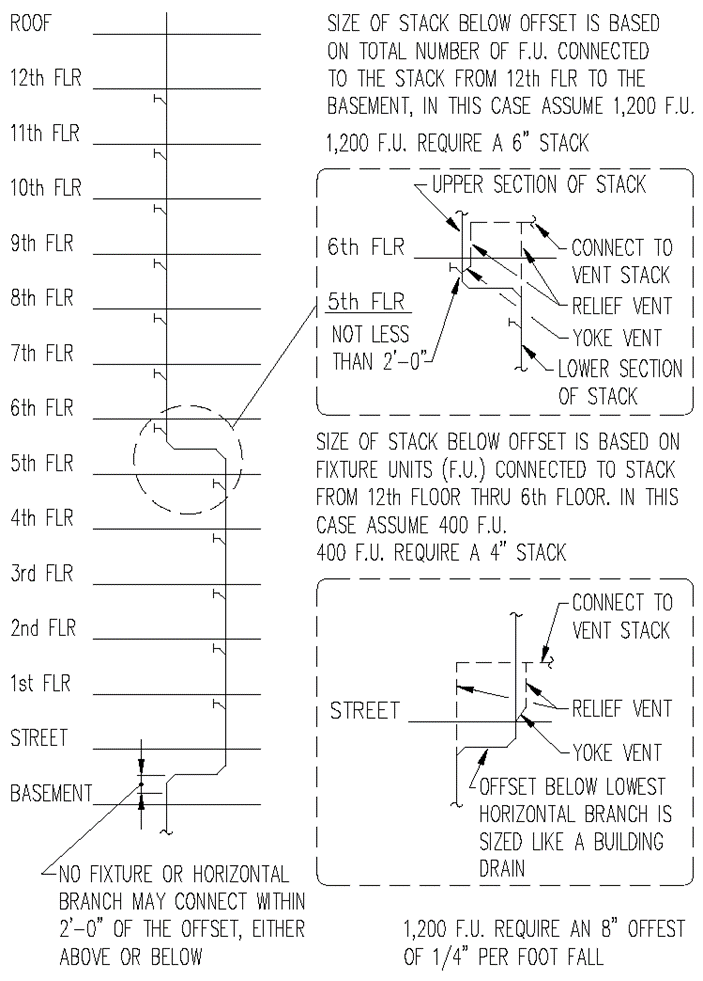 ROOF
12th FLR
11th FLR
10th FLR
9th FLR
8th FLR
7th FLR
6th FLR
5th FLR
4th FLR
3rd FLR
2nd FLR
1st FLR
STREET
BASEMENT
NO FIXTURE OR HORIZONTAL
BRANCH MAY CONNECT WITHIN
2'-0" OF THE OFFSET, EITHER
ABOVE OR BELOW
SIZE OF STACK BELOW OFFSET IS BASED
ON TOTAL NUMBER OF F.U. CONNECTED
TO THE STACK FROM 12th FLR TO THE
BASEMENT, IN THIS CASE ASSUME 1,200 F.U.
1,200 F.U. REQUIRE A 6" STACK
UPPER SECTION OF STACK
6th FLR
CONNECT TO
VENT STACK
5th FLR
RELIEF VENT
NOT LESS
THAN 2'-0"
YOKE VENT
LOWER SECTION
OF STACK
SIZE OF STACK BELOW OFFSET IS BASED ON
FIXTURE UNITS (F.U.) CONNECTED TO STACK
FROM 12th FLOOR THRU 6th FLOOR. IN THIS
CASE ASSUME 400 F.U.
400 F.U. REQUIRE A 4" STACK
CONNECT TO
VENT STACK
STREET
RELIEF VENT
YOKE VENT
OFFSET BELOW LOWEST
HORIZONTAL BRANCH IS
SIZED LIKE A BUILDING
DRAIN
1,200 F.U. REQUIRE AN 8" OFFEST
OF 1/4" PER FOOT FALL